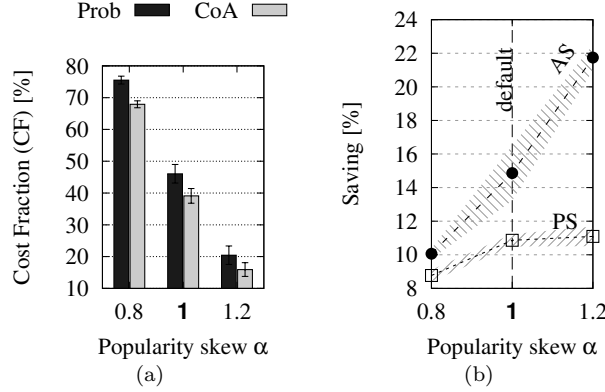 Prob CoA
Cost Fraction (CF) [%]
80
70
60
50
40
30
20
10
0.8 1 1.2
Popularity skew α
(a)
Saving [%]
24
22
20
18
16
14
12
10
8
default
AS
PS
0.8 1 1.2
Popularity skew α
(b)